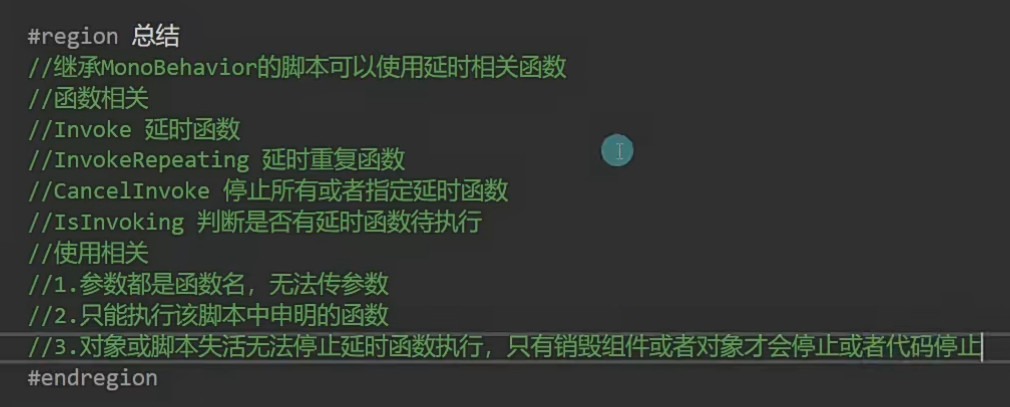 #region 总结
//继承MonoBehavior的脚本可以使用延时相关函数
//函数相关
//Invoke 延时函数
//InvokeRepeating 延时重复函数
//CancelInvoke 停止所有或者指定延时函数
//IsInvoking 判断是否有延时函数待执行
//使用相关
//1.参数都是函数名，无法传参数
//2.只能执行该脚本中申明的函数
//3.对象或脚本失活无法停止延时函数执行，只有销毁组件或者对象才会停止或者代码停止
#endregion